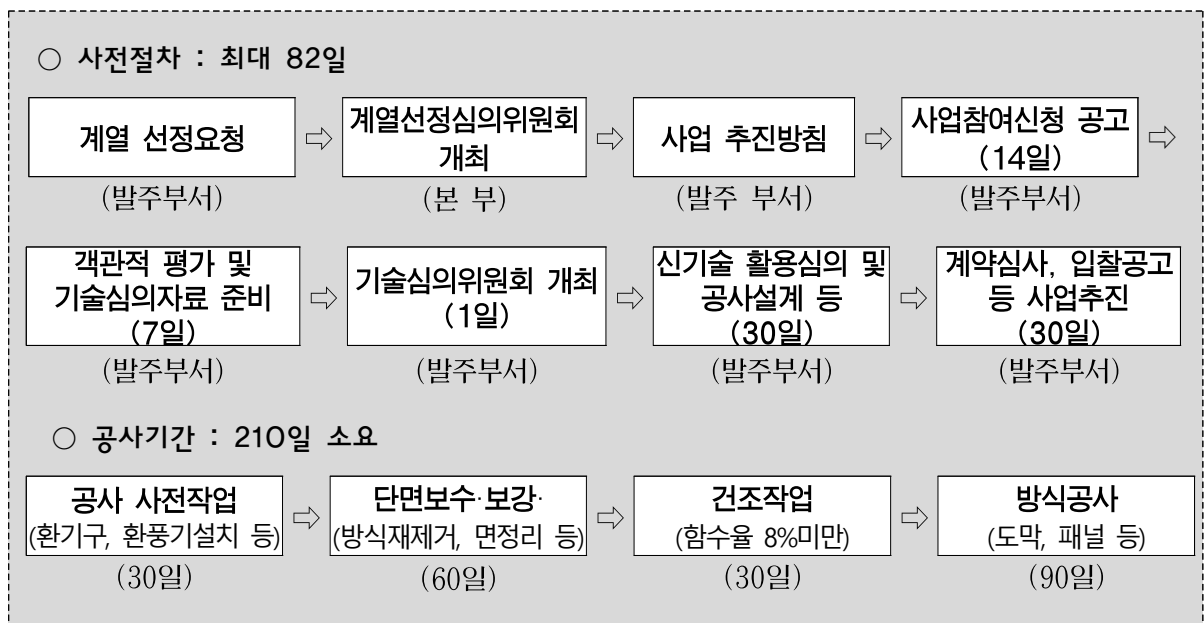 ○ 사전절차 : 최대 82일
계열 선정요청 ⇨ 계열선정심의위원회 ⇨ 사업 추진방침 ⇨ 사업참여신청 공고 ⇨
개최
(14일)
(발주부서) (본 부) (발주 부서) (발주부서)
객관적 평가 및
기술심의자료 준비
(7일)
⇨
기술심의위원회 개최
(1일)
⇨
신기술 활용심의 및
공사설계 등
(30일)
⇨
계약심사, 입찰공고
등 사업추진
(30일)
(발주부서) (발주부서) (발주부서) (발주부서)
○ 공사기간 : 210일 소요
공사 사전작업
(환기구, 환풍기설치 등)
⇨
단면보수·보강·
(방식재제거, 면정리 등)
⇨
건조작업
(함수율 8%미만)
⇨
방식공사
(도막, 패널 등)
(30일) (60일) (30일) (90일)